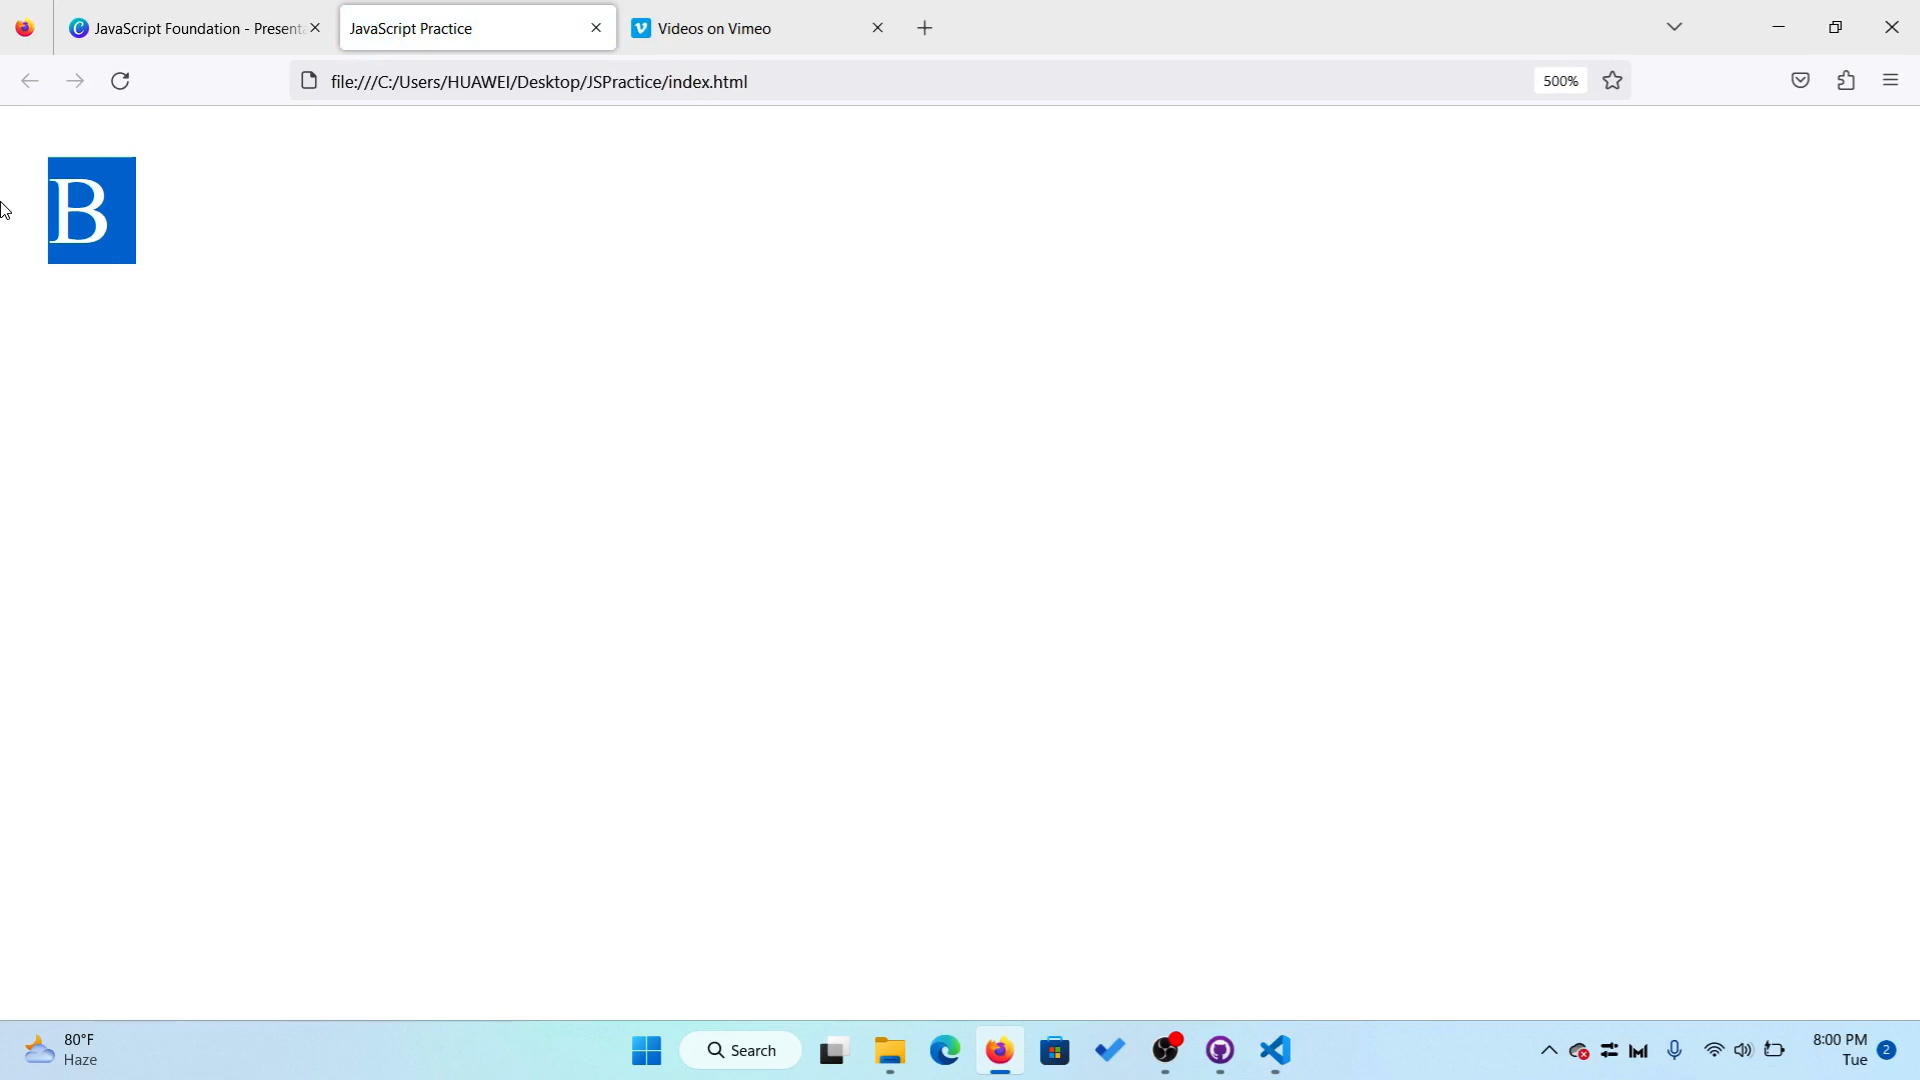 JavaScript Foundation - Present
JavaScript Practice
Videos on Vimeo
file:///C:/Users/HUAWEI/Desktop/JSPractice/index.html
500%
B
80°F
Haze
Search
8:00 PM
Tue
2